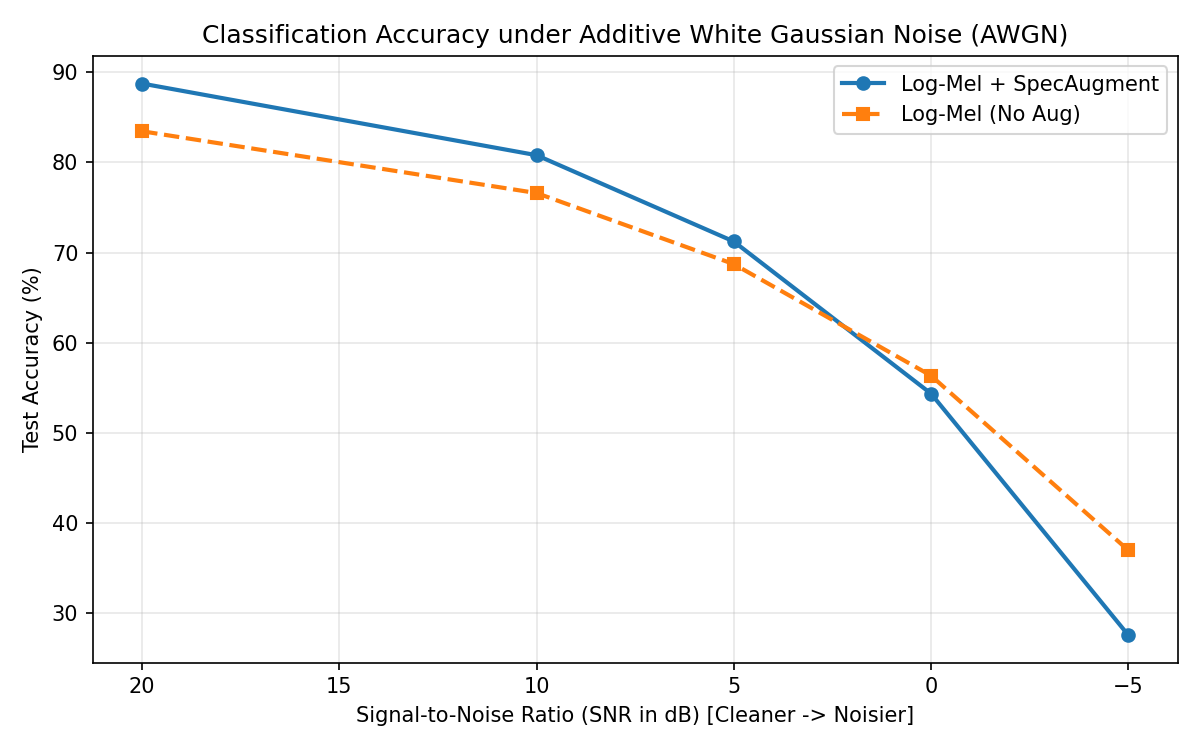 Classification Accuracy under Additive White Gaussian Noise (AWGN)
Log-Mel + SpecAugment
Log-Mel (No Aug)
Test Accuracy (%)
90
80
70
60
50
40
30
20
15
10
5
0
−5
Signal-to-Noise Ratio (SNR in dB) [Cleaner -> Noisier]